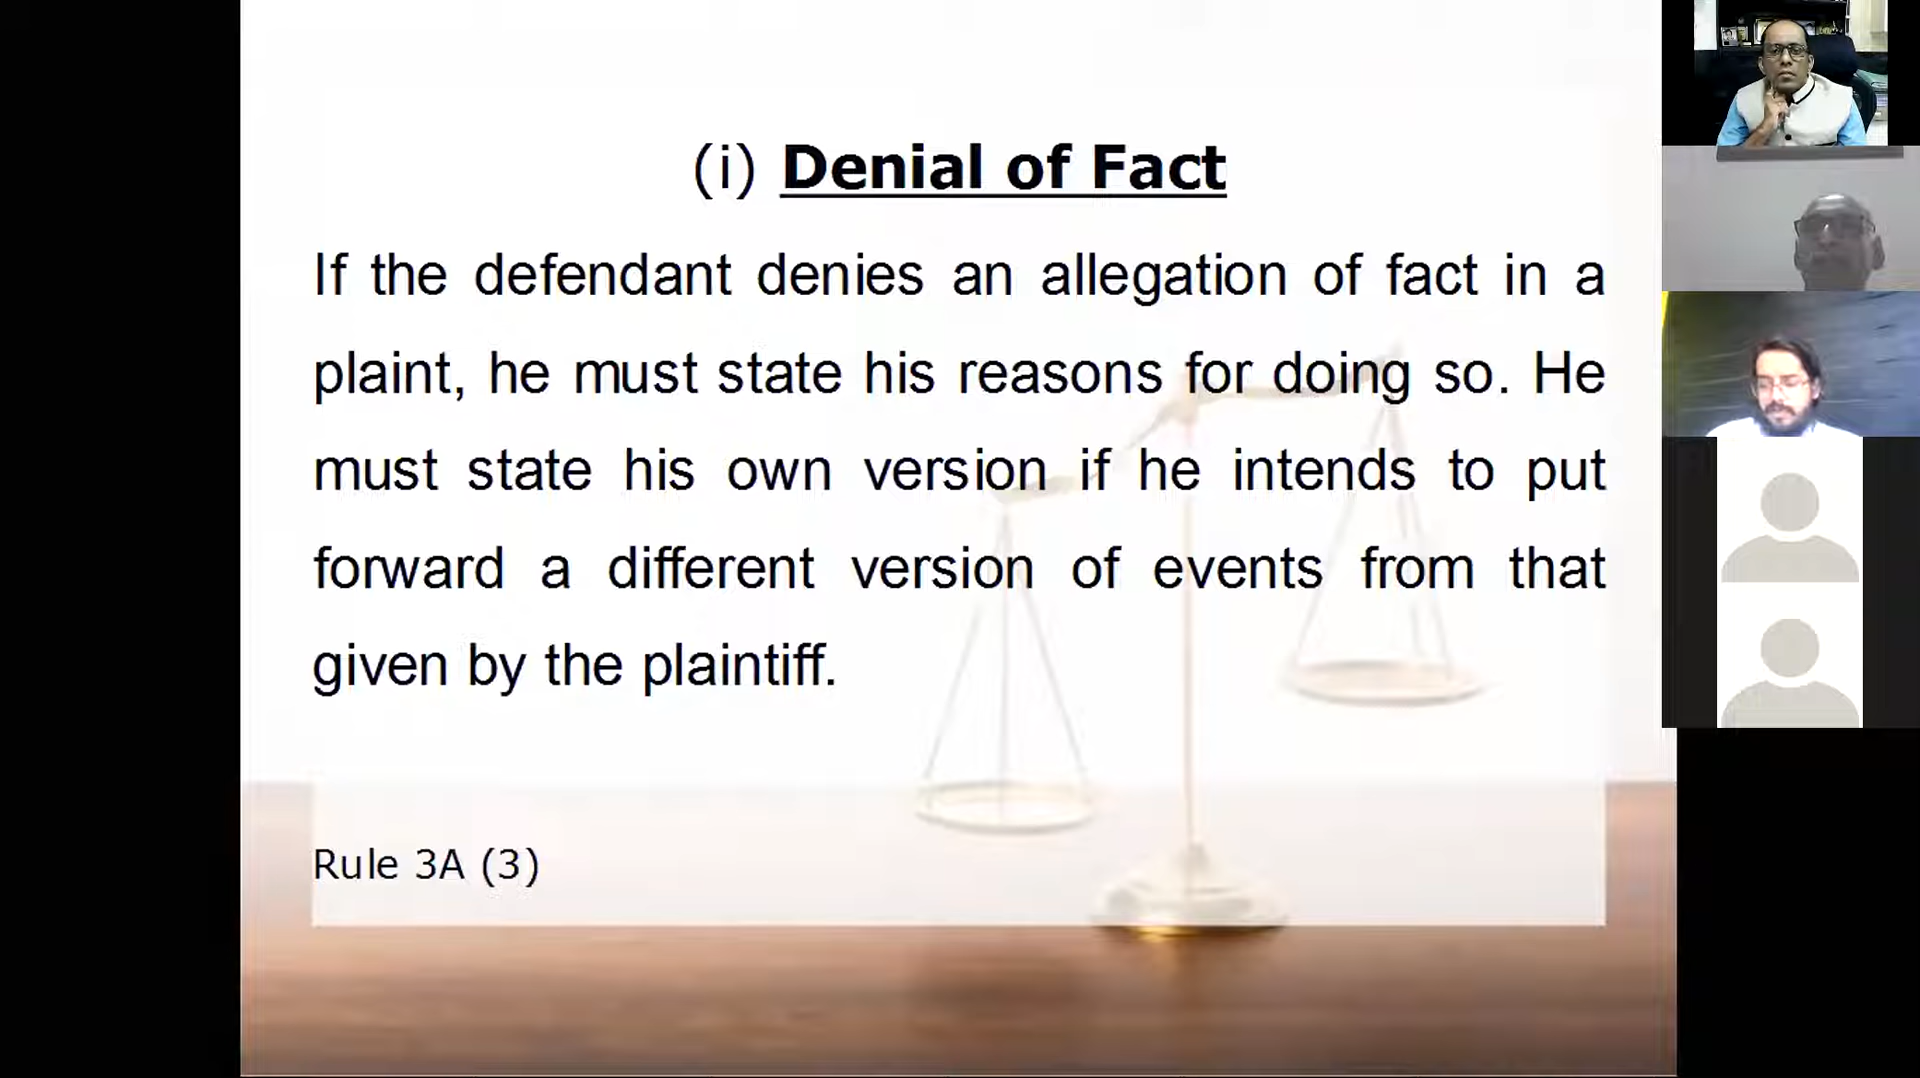 (i) Denial of Fact
If the defendant denies an allegation of fact in a
plaint, he must state his reasons for doing so. He
must state his own version if he intends to put
forward a different version of events from that
given by the plaintiff.
Rule 3A (3)